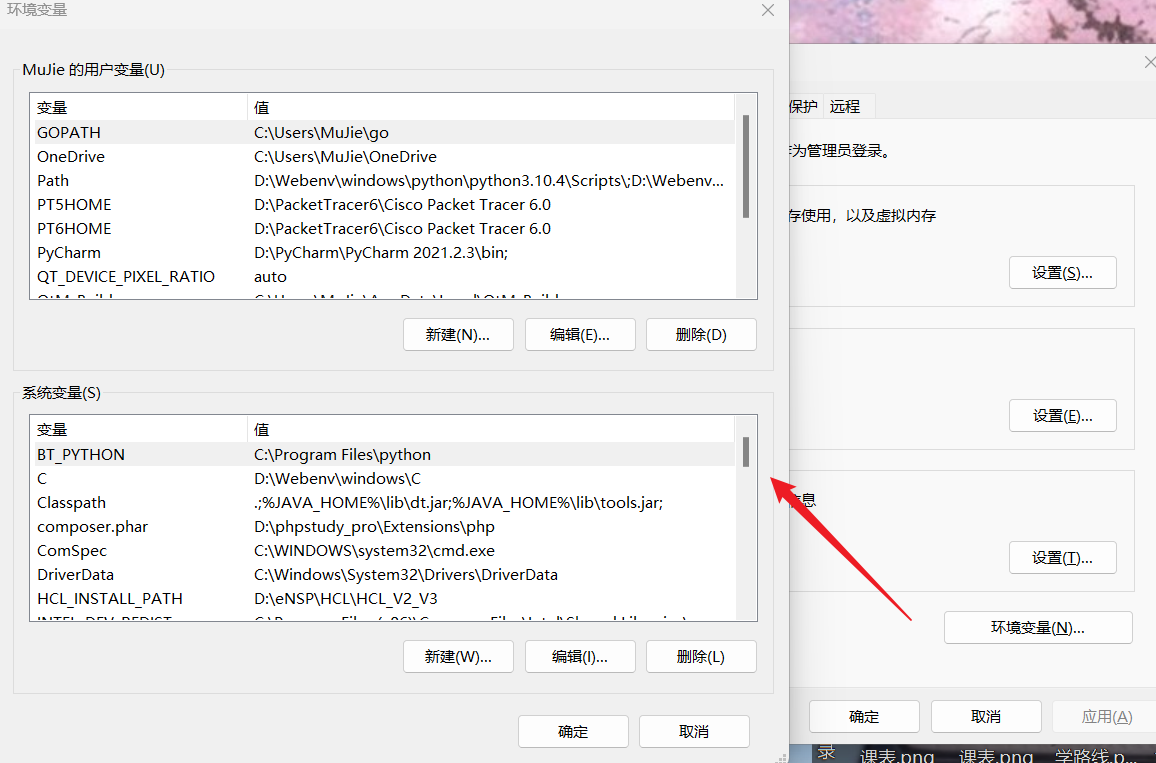 环境变量
MuJie 的用户变量(U)
变量 值
GOPATH C:\Users\MuJie\go
OneDrive C:\Users\MuJie\OneDrive
Path D:\Webenv\windows\python\python3.10.4\Scripts\;D:\Webenv...
PT5HOME D:\PacketTracer6\Cisco Packet Tracer 6.0
PT6HOME D:\PacketTracer6\Cisco Packet Tracer 6.0
PyCharm D:\PyCharm\PyCharm 2021.2.3\bin;
QT_DEVICE_PIXEL_RATIO auto
新建(N)... 编辑(E)... 删除(D)
系统变量(S)
变量 值
BT_PYTHON C:\Program Files\python
C D:\Webenv\windows\C
Classpath .;%JAVA_HOME%\lib\dt.jar;%JAVA_HOME%\lib\tools.jar;
composer.phar D:\phpstudy_pro\Extensions\php
ComSpec C:\WINDOWS\system32\cmd.exe
DriverData C:\Windows\System32\Drivers\DriverData
HCL_INSTALL_PATH D:\eNSP\HCL\HCL_V2_V3
新建(W)... 编辑(I)... 删除(L)
确定 取消
保护 远程
作为管理员登录。
存使用，以及虚拟内存
设置(S)...
设置(E)...
信息
设置(T)...
环境变量(N)...
确定 取消 应用(A)
录 课表.png 课表.png 学路线.p...